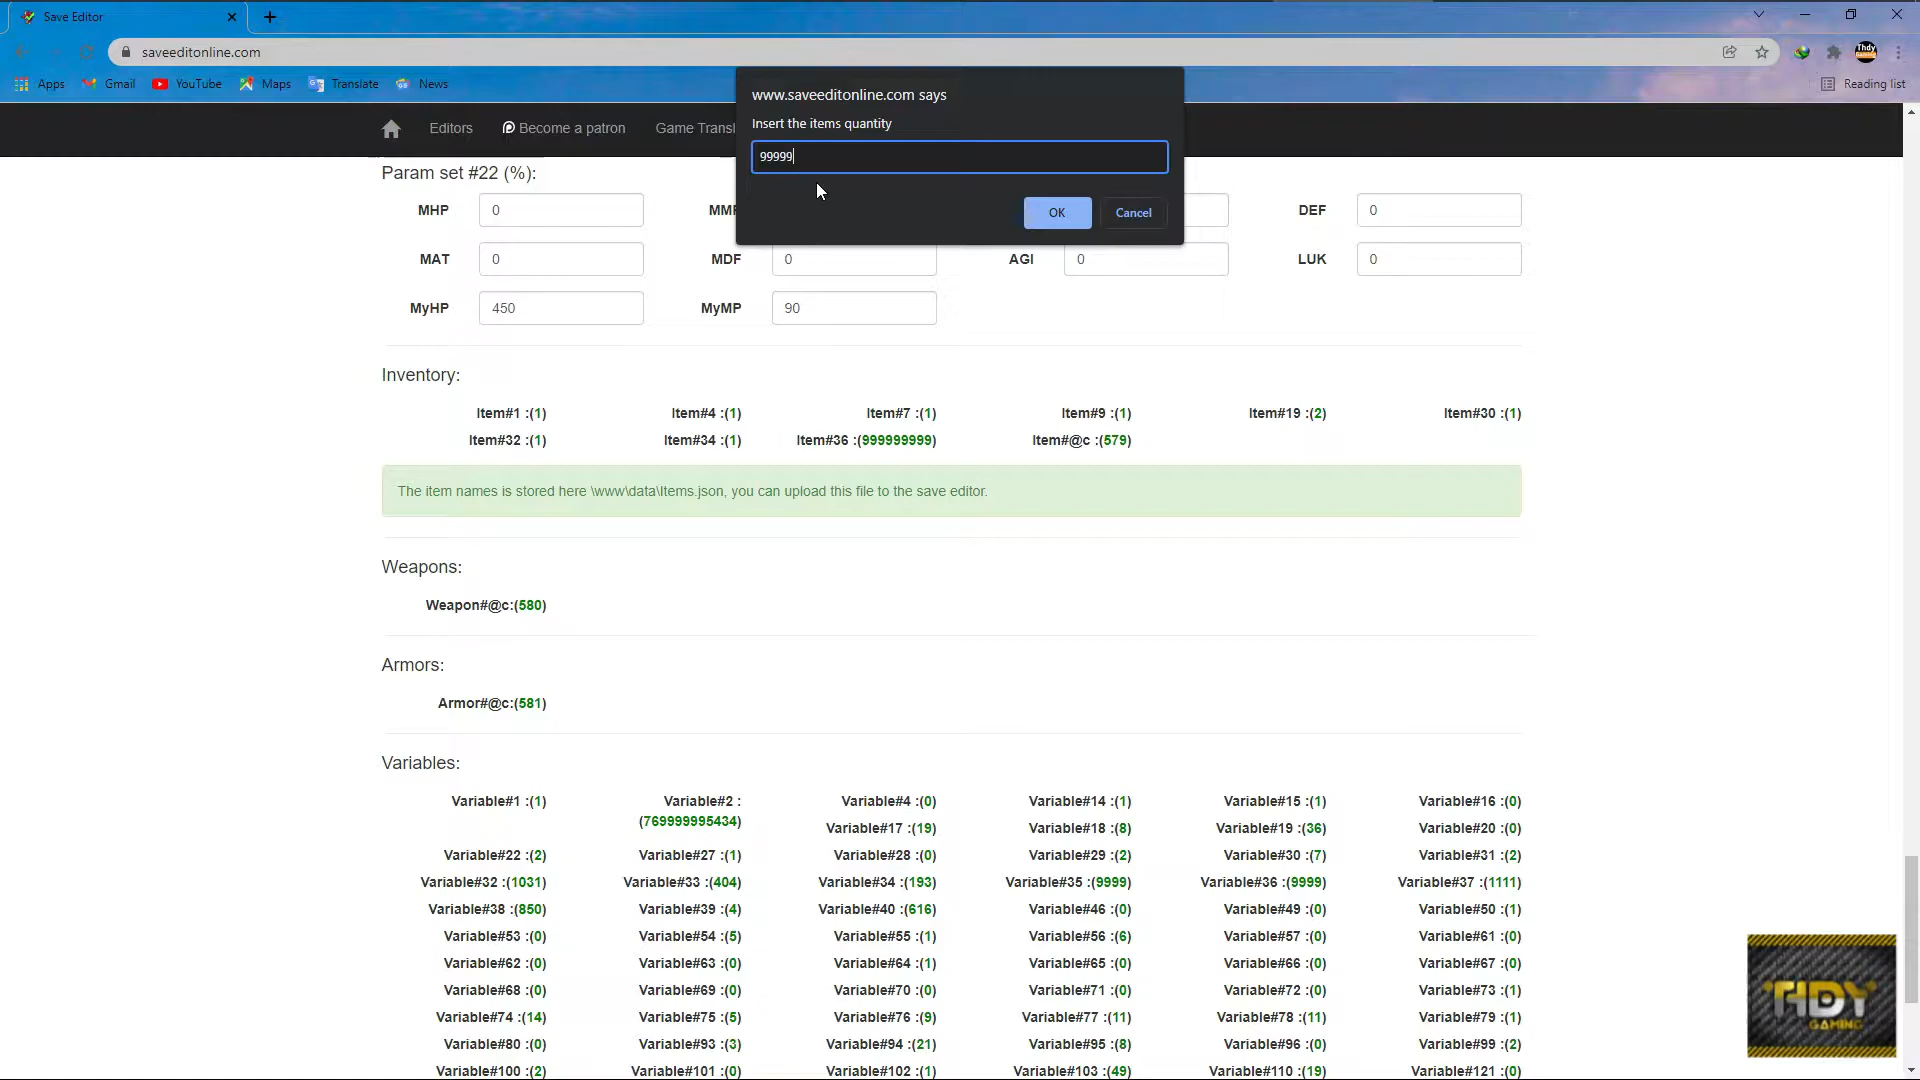 Save Editor
saveeditonline.com
Thdy
Apps Gmail YouTube Maps Translate News Reading list
www.saveeditonline.com says
Insert the items quantity
99999
OK Cancel
Editors Become a patron Game Transl
Param set #22 (%):
MHP 0 MMP DEF 0
MAT 0 MDF 0 AGI 0 LUK 0
MyHP 450 MyMP 90
Inventory:
Item#1 :(1) Item#4 :(1) Item#7 :(1) Item#9 :(1) Item#19 :(2) Item#30 :(1)
Item#32 :(1) Item#34 :(1) Item#36 :(999999999) Item#@c :(579)
The item names is stored here \www\data\Items.json, you can upload this file to the save editor.
Weapons:
Weapon#@c:(580)
Armors:
Armor#@c:(581)
Variables:
Variable#1 :(1) Variable#2 : Variable#4 :(0) Variable#14 :(1) Variable#15 :(1) Variable#16 :(0)
(769999995434) Variable#17 :(19) Variable#18 :(8) Variable#19 :(36) Variable#20 :(0)
Variable#22 :(2) Variable#27 :(1) Variable#28 :(0) Variable#29 :(2) Variable#30 :(7) Variable#31 :(2)
Variable#32 :(1031) Variable#33 :(404) Variable#34 :(193) Variable#35 :(9999) Variable#36 :(9999) Variable#37 :(1111)
Variable#38 :(850) Variable#39 :(4) Variable#40 :(616) Variable#46 :(0) Variable#49 :(0) Variable#50 :(1)
Variable#53 :(0) Variable#54 :(5) Variable#55 :(1) Variable#56 :(6) Variable#57 :(0) Variable#61 :(0)
Variable#62 :(0) Variable#63 :(0) Variable#64 :(1) Variable#65 :(0) Variable#66 :(0) Variable#67 :(0)
Variable#68 :(0) Variable#69 :(0) Variable#70 :(0) Variable#71 :(0) Variable#72 :(0) Variable#73 :(1)
Variable#74 :(14) Variable#75 :(5) Variable#76 :(9) Variable#77 :(11) Variable#78 :(11) Variable#79 :(1)
Variable#80 :(0) Variable#93 :(3) Variable#94 :(21) Variable#95 :(8) Variable#96 :(0) Variable#99 :(2)
Variable#100 :(2) Variable#101 :(0) Variable#102 :(1) Variable#103 :(49) Variable#110 :(19) Variable#121 :(0)
GAMING